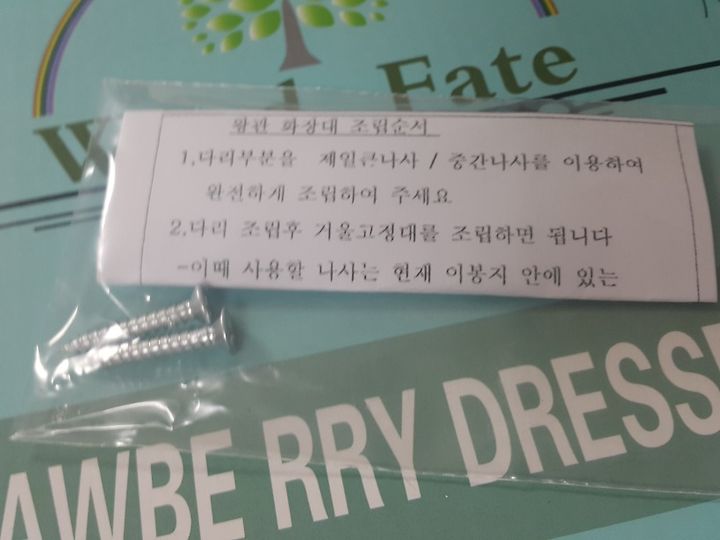 Fate
왕관 화장대 조립순서
1,다리부분을 제일큰나사 / 중간나사를 이용하여
완전하게 조립하여 주세요
2,다리 조립후 거울고정대를 조립하면 됩니다
-이때 사용할 나사는 현재 이봉지 안에 있는
AWBE RRY DRESSE